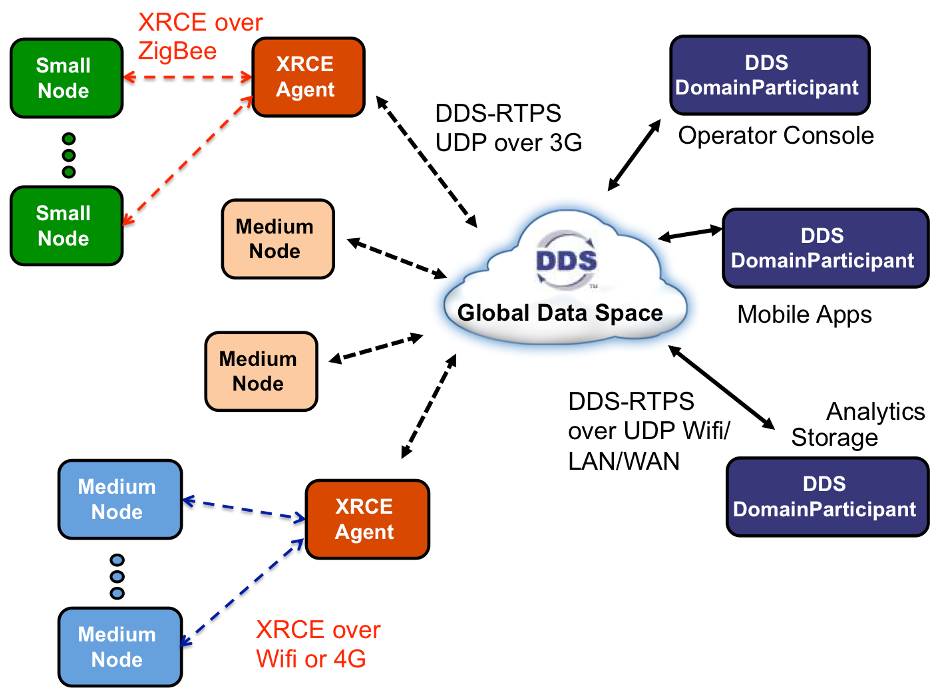 XRCE over
ZigBee
Small
Node
XRCE
Agent
DDS
DomainParticipant
DDS-RTPS
UDP over 3G
Operator Console
Small
Node
Medium
Node
DDS
DomainParticipant
DDS
TM
Global Data Space
Mobile Apps
Medium
Node
DDS-RTPS
over UDP Wifi/
LAN/WAN
Analytics
Storage
DDS
DomainParticipant
Medium
Node
XRCE
Agent
Medium
Node
XRCE over
Wifi or 4G